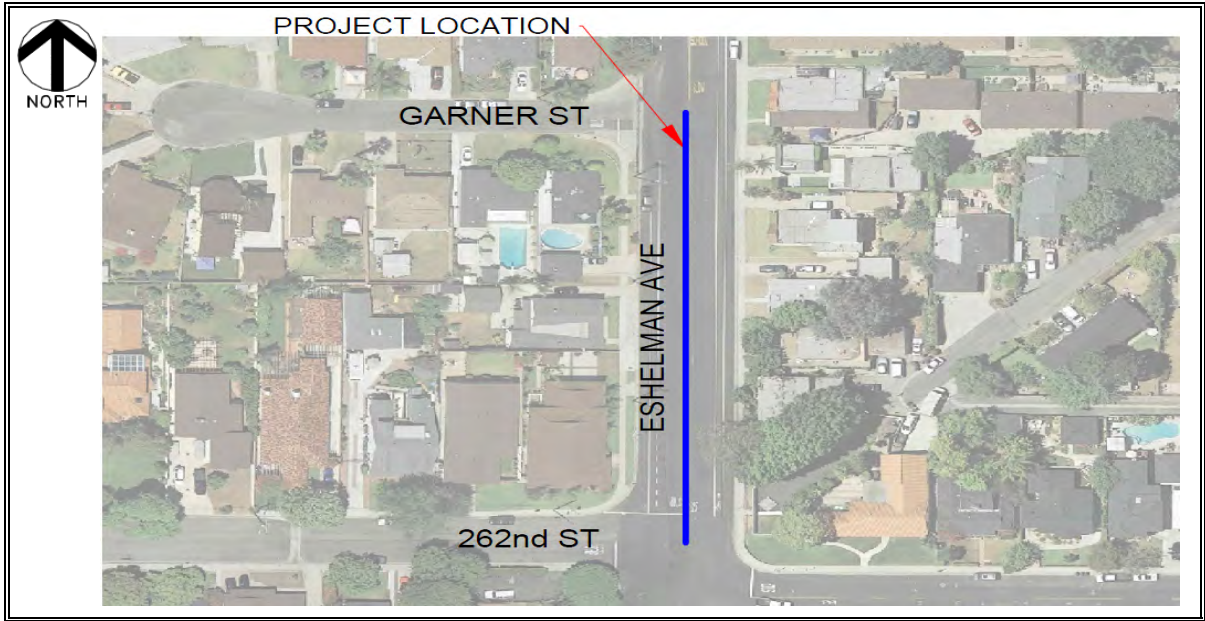 PROJECT LOCATION
NORTH
GARNER ST
ESHELMAN AVE
262nd ST